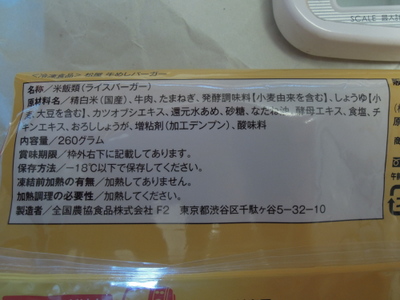 SCALE
名称／米飯類（ライスバーガー）
原材料名／精白米（国産）、牛肉、たまねぎ、発酵調味料【小麦由来を含む】、しょうゆ【小
麦、大豆を含む】、カツオブシエキス、還元水あめ、砂糖、なたね油、酵母エキス、食塩、チ
キンエキス、おろししょうが、増粘剤（加工デンプン）、酸味料
内容量／260グラム
賞味期限／枠外右下に記載してあります。
保存方法／−18℃以下で保存してください。
凍結前加熱の有無／加熱してありません。
加熱調理の必要性／加熱してください。
製造者／全国農協食品株式会社 F2　東京都渋谷区千駄ヶ谷5-32-10